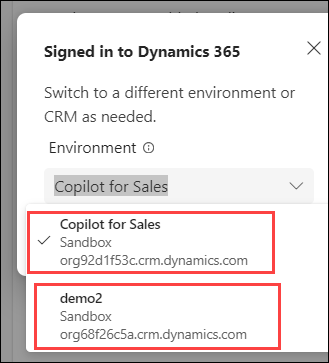 Signed in to Dynamics 365
Switch to a different environment or
CRM as needed.
Environment
Copilot for Sales
Copilot for Sales
Sandbox
org92d1f53c.crm.dynamics.com
demo2
Sandbox
org68f26c5a.crm.dynamics.com